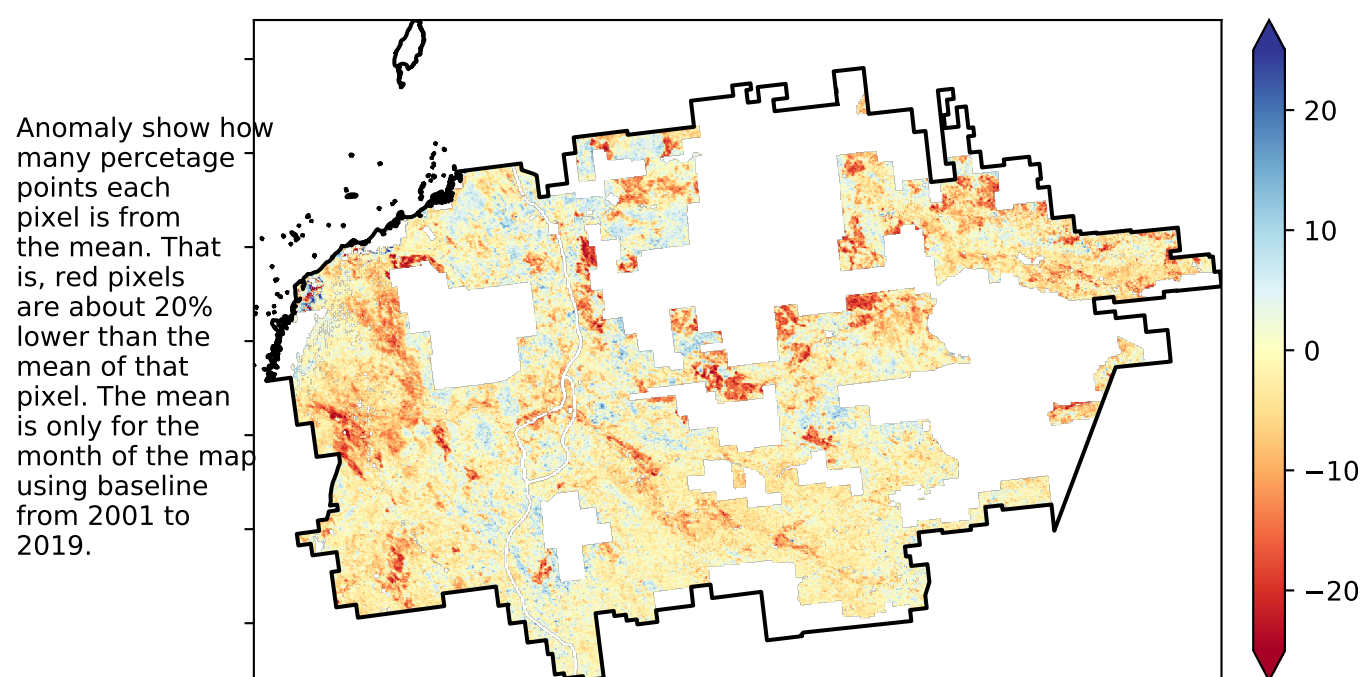 Anomaly show how
many percetage
points each
pixel is from
the mean. That
is, red pixels
are about 20%
lower than the
mean of that
pixel. The mean
is only for the
month of the map
using baseline
from 2001 to
2019.
20
10
0
−10
−20